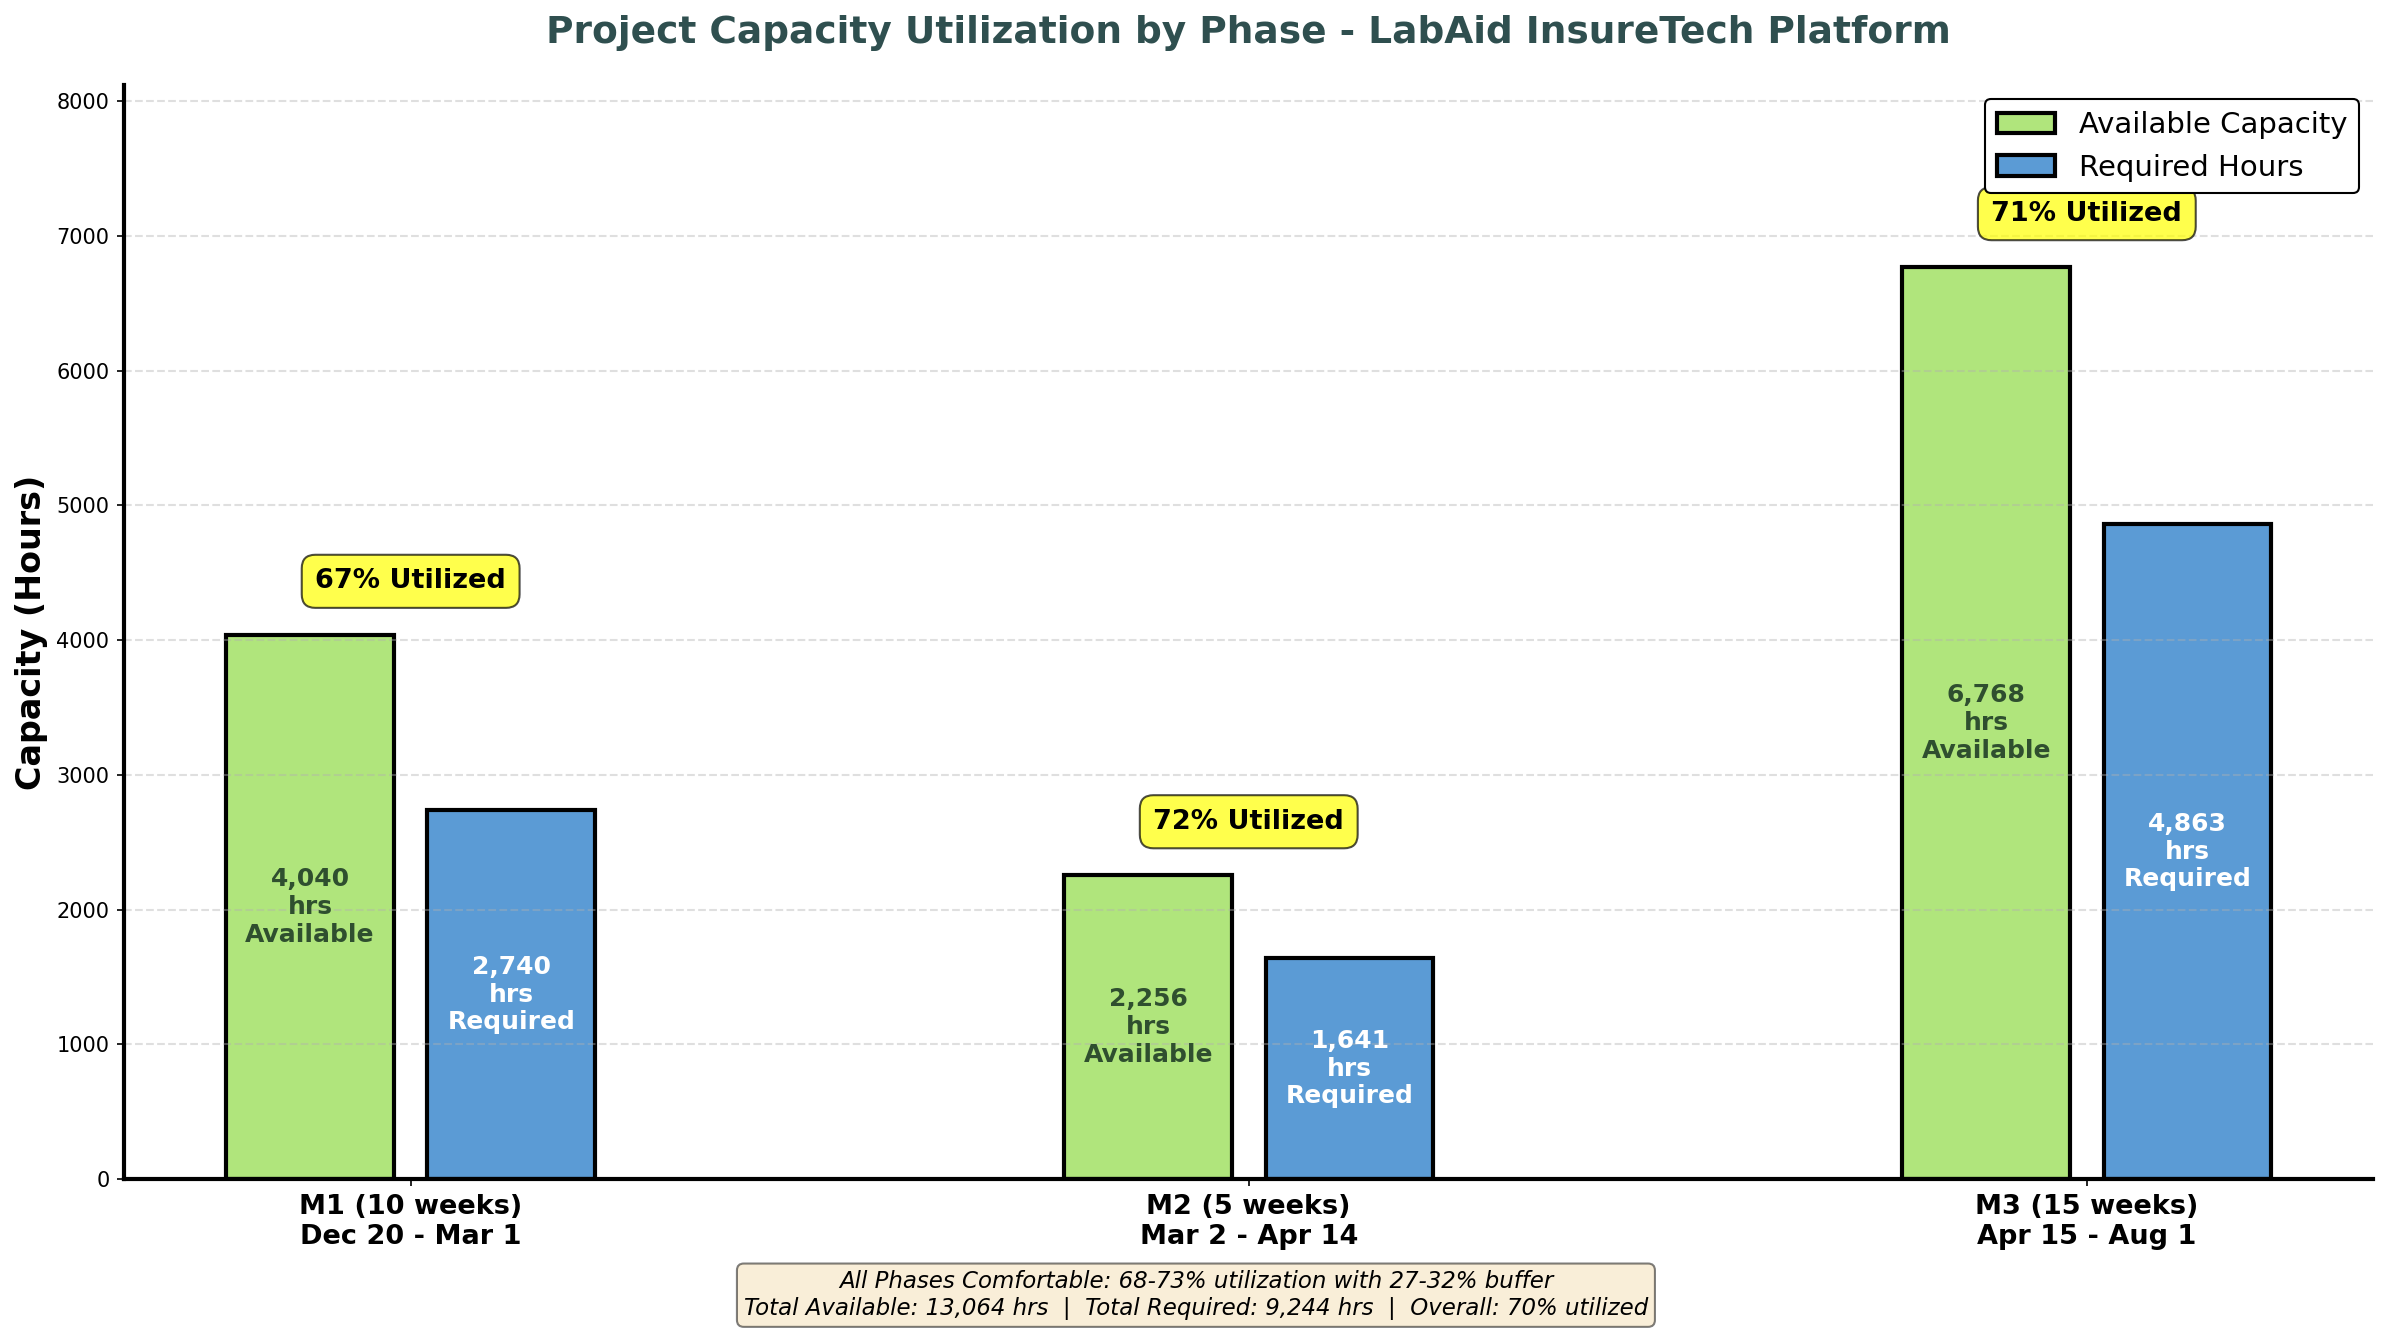 Project Capacity Utilization by Phase - LabAid InsureTech Platform
Capacity (Hours)
8000
7000
6000
5000
4000
3000
2000
1000
0
Available Capacity
Required Hours
67% Utilized
72% Utilized
71% Utilized
4,040
hrs
Available
2,740
hrs
Required
2,256
hrs
Available
1,641
hrs
Required
6,768
hrs
Available
4,863
hrs
Required
M1 (10 weeks)
Dec 20 - Mar 1
M2 (5 weeks)
Mar 2 - Apr 14
M3 (15 weeks)
Apr 15 - Aug 1
All Phases Comfortable: 68-73% utilization with 27-32% buffer
Total Available: 13,064 hrs | Total Required: 9,244 hrs | Overall: 70% utilized